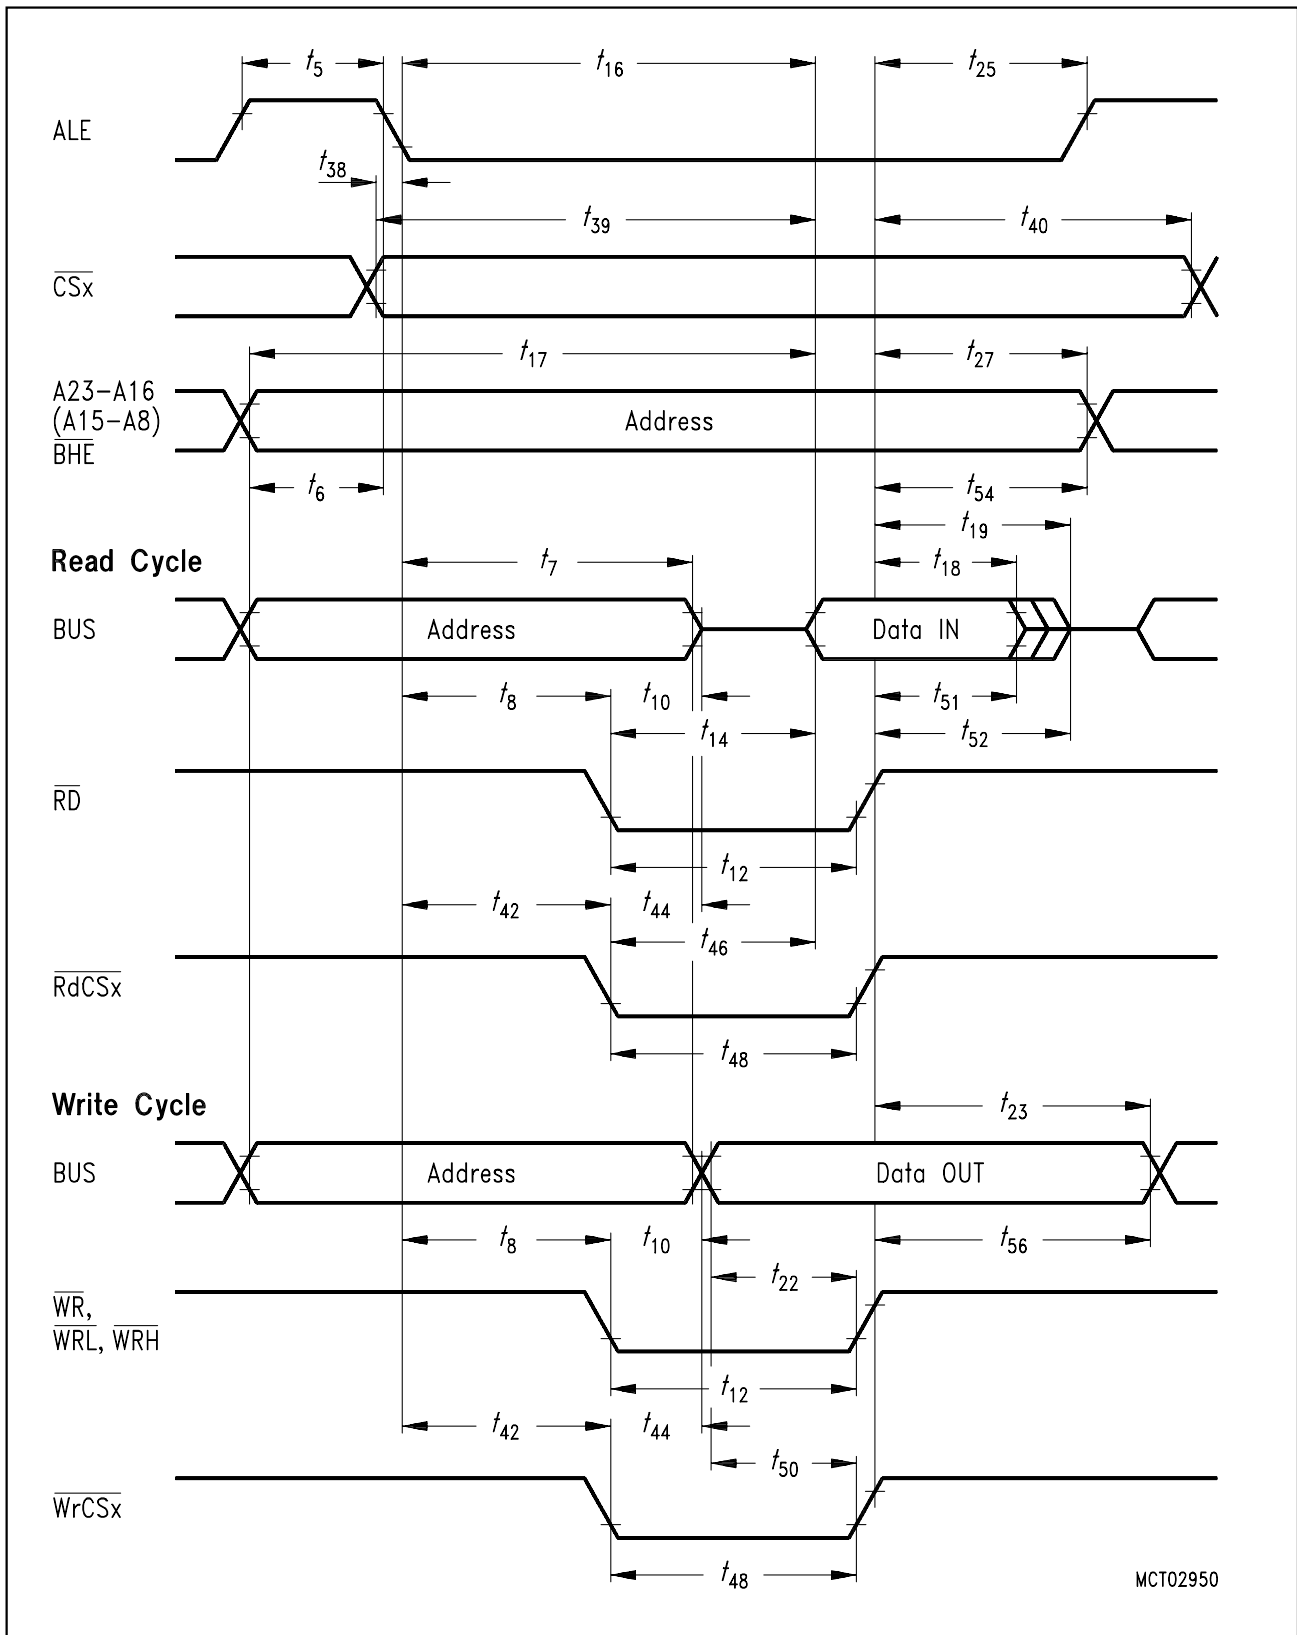 t5 t16 t25
ALE
t38
t39 t40
CSx
t17 t27
A23-A16
(A15-A8)
BHE
Address
t6 t54
t19
Read Cycle
t7 t18
BUS Address Data IN
t8 t10 t51
t14 t52
RD
t12
t42 t44
t46
RdCSx
t48
Write Cycle
t23
BUS Address Data OUT
t8 t10 t56
t22
WR,
WRL, WRH
t12
t42 t44
t50
WrCSx
t48
MCT02950